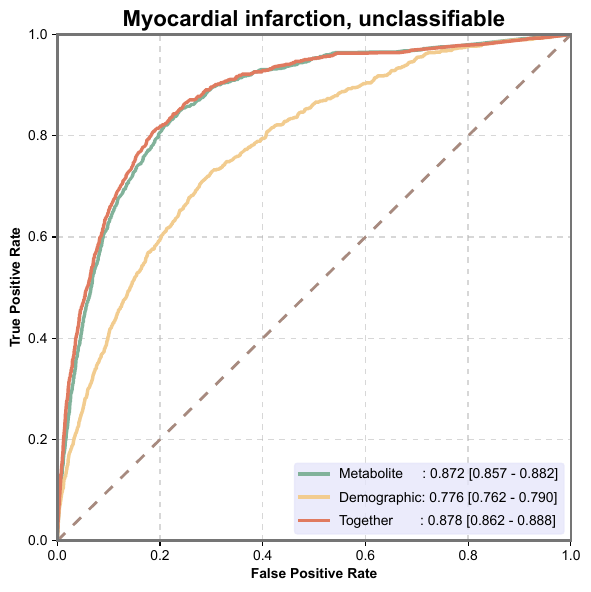 Myocardial infarction, unclassifiable
True Positive Rate
1.0
0.8
0.6
0.4
0.2
0.0
Metabolite : 0.872 [0.857 - 0.882]
Demographic: 0.776 [0.762 - 0.790]
Together : 0.878 [0.862 - 0.888]
0.0 0.2 0.4 0.6 0.8 1.0
False Positive Rate